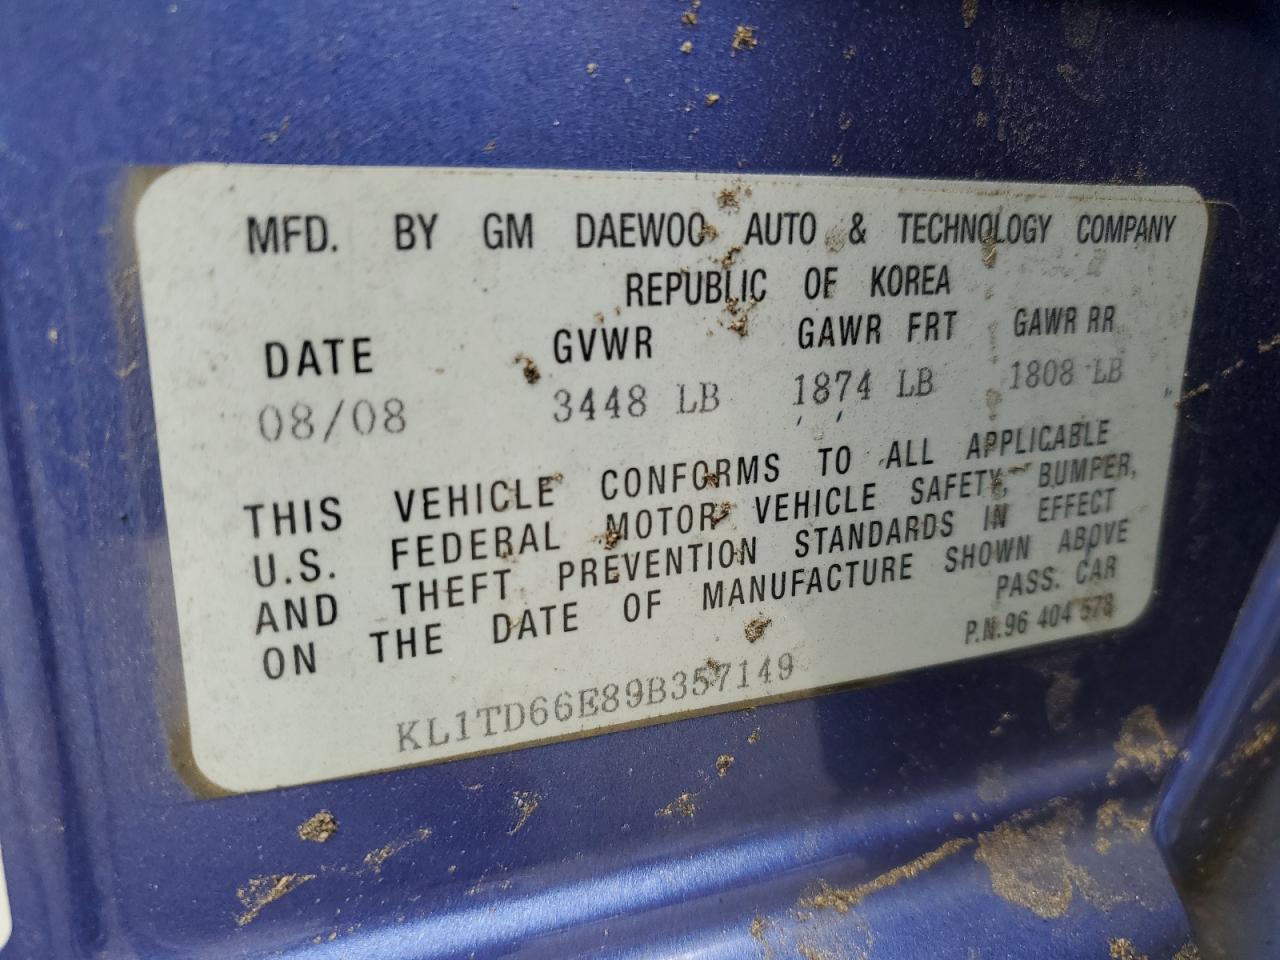 MFD. BY GM DAEWOO AUTO & TECHNOLOGY COMPANY
REPUBLIC OF KOREA
DATE GVWR GAWR FRT GAWR RR
08/08 3448 LB 1874 LB 1808 LB
THIS VEHICLE CONFORMS TO ALL APPLICABLE
U.S. FEDERAL MOTOR VEHICLE SAFETY, BUMPER,
AND THEFT PREVENTION STANDARDS IN EFFECT
ON THE DATE OF MANUFACTURE SHOWN ABOVE
PASS. CAR
P.N.96 404 578
KL1TD66E89B357149